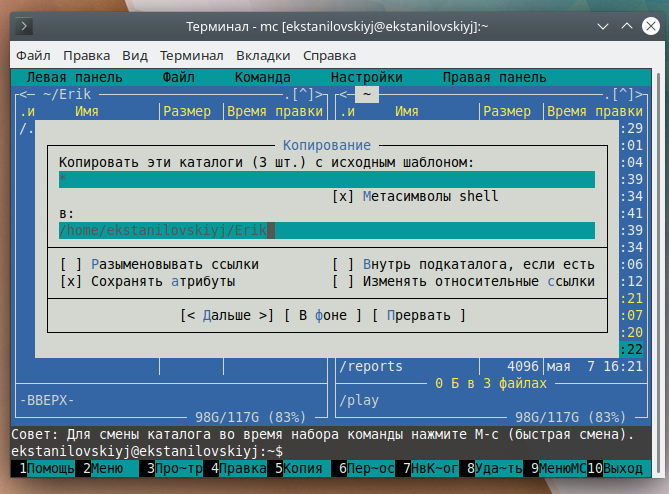 Терминал - mc [ekstanilovskiyj@ekstanilovskiyj]:~
Файл Правка Вид Терминал Вкладки Справка
Левая панель Файл Команда Настройки Правая панель
<— ~/Erik .[^]> <— ~ .[^]>
.и Имя Размер Время правки .и Имя Размер Время правки
/. :29
:01
Копирование :04
Копировать эти каталоги (3 шт.) с исходным шаблоном:
* :39
[x] Метасимволы shell :34
в: :41
/home/ekstanilovskiyj/Erik :39
:34
[ ] Разыменовывать ссылки [ ] Внутрь подкаталога, если есть :06
[x] Сохранять атрибуты [ ] Изменять относительные ссылки :12
:21
[< Дальше >] [ В фоне ] [ Прервать ] :07
:20
:22
/reports 4096 мая 7 16:21
0 Б в 3 файлах
-ВВЕРХ- /play
98G/117G (83%) 98G/117G (83%)
Совет: Для смены каталога во время набора команды нажмите M-c (быстрая смена).
ekstanilovskiyj@ekstanilovskiyj:~$
1Помощь 2Меню 3Про~тр 4Правка 5Копия 6Пер~ос 7НвК~ог 8Уда~ть 9МенюMC 10Выход